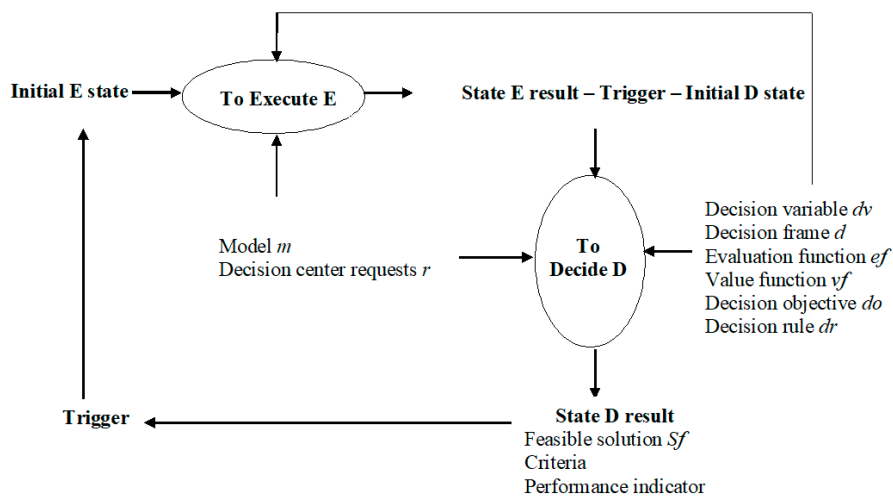 Initial E state
To Execute E
State E result – Trigger – Initial D state
Model m
Decision center requests r
To
Decide D
Decision variable dv
Decision frame d
Evaluation function ef
Value function vf
Decision objective do
Decision rule dr
Trigger
State D result
Feasible solution Sf
Criteria
Performance indicator